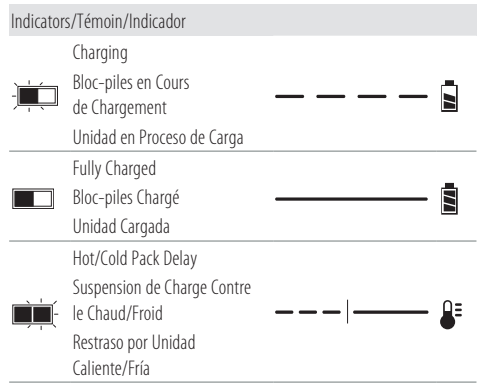 Indicators/Témoin/Indicador
Charging
Bloc-piles en Cours
de Chargement
Unidad en Proceso de Carga
Fully Charged
Bloc-piles Chargé
Unidad Cargada
Hot/Cold Pack Delay
Suspension de Charge Contre
le Chaud/Froid
Restraso por Unidad
Caliente/Fría